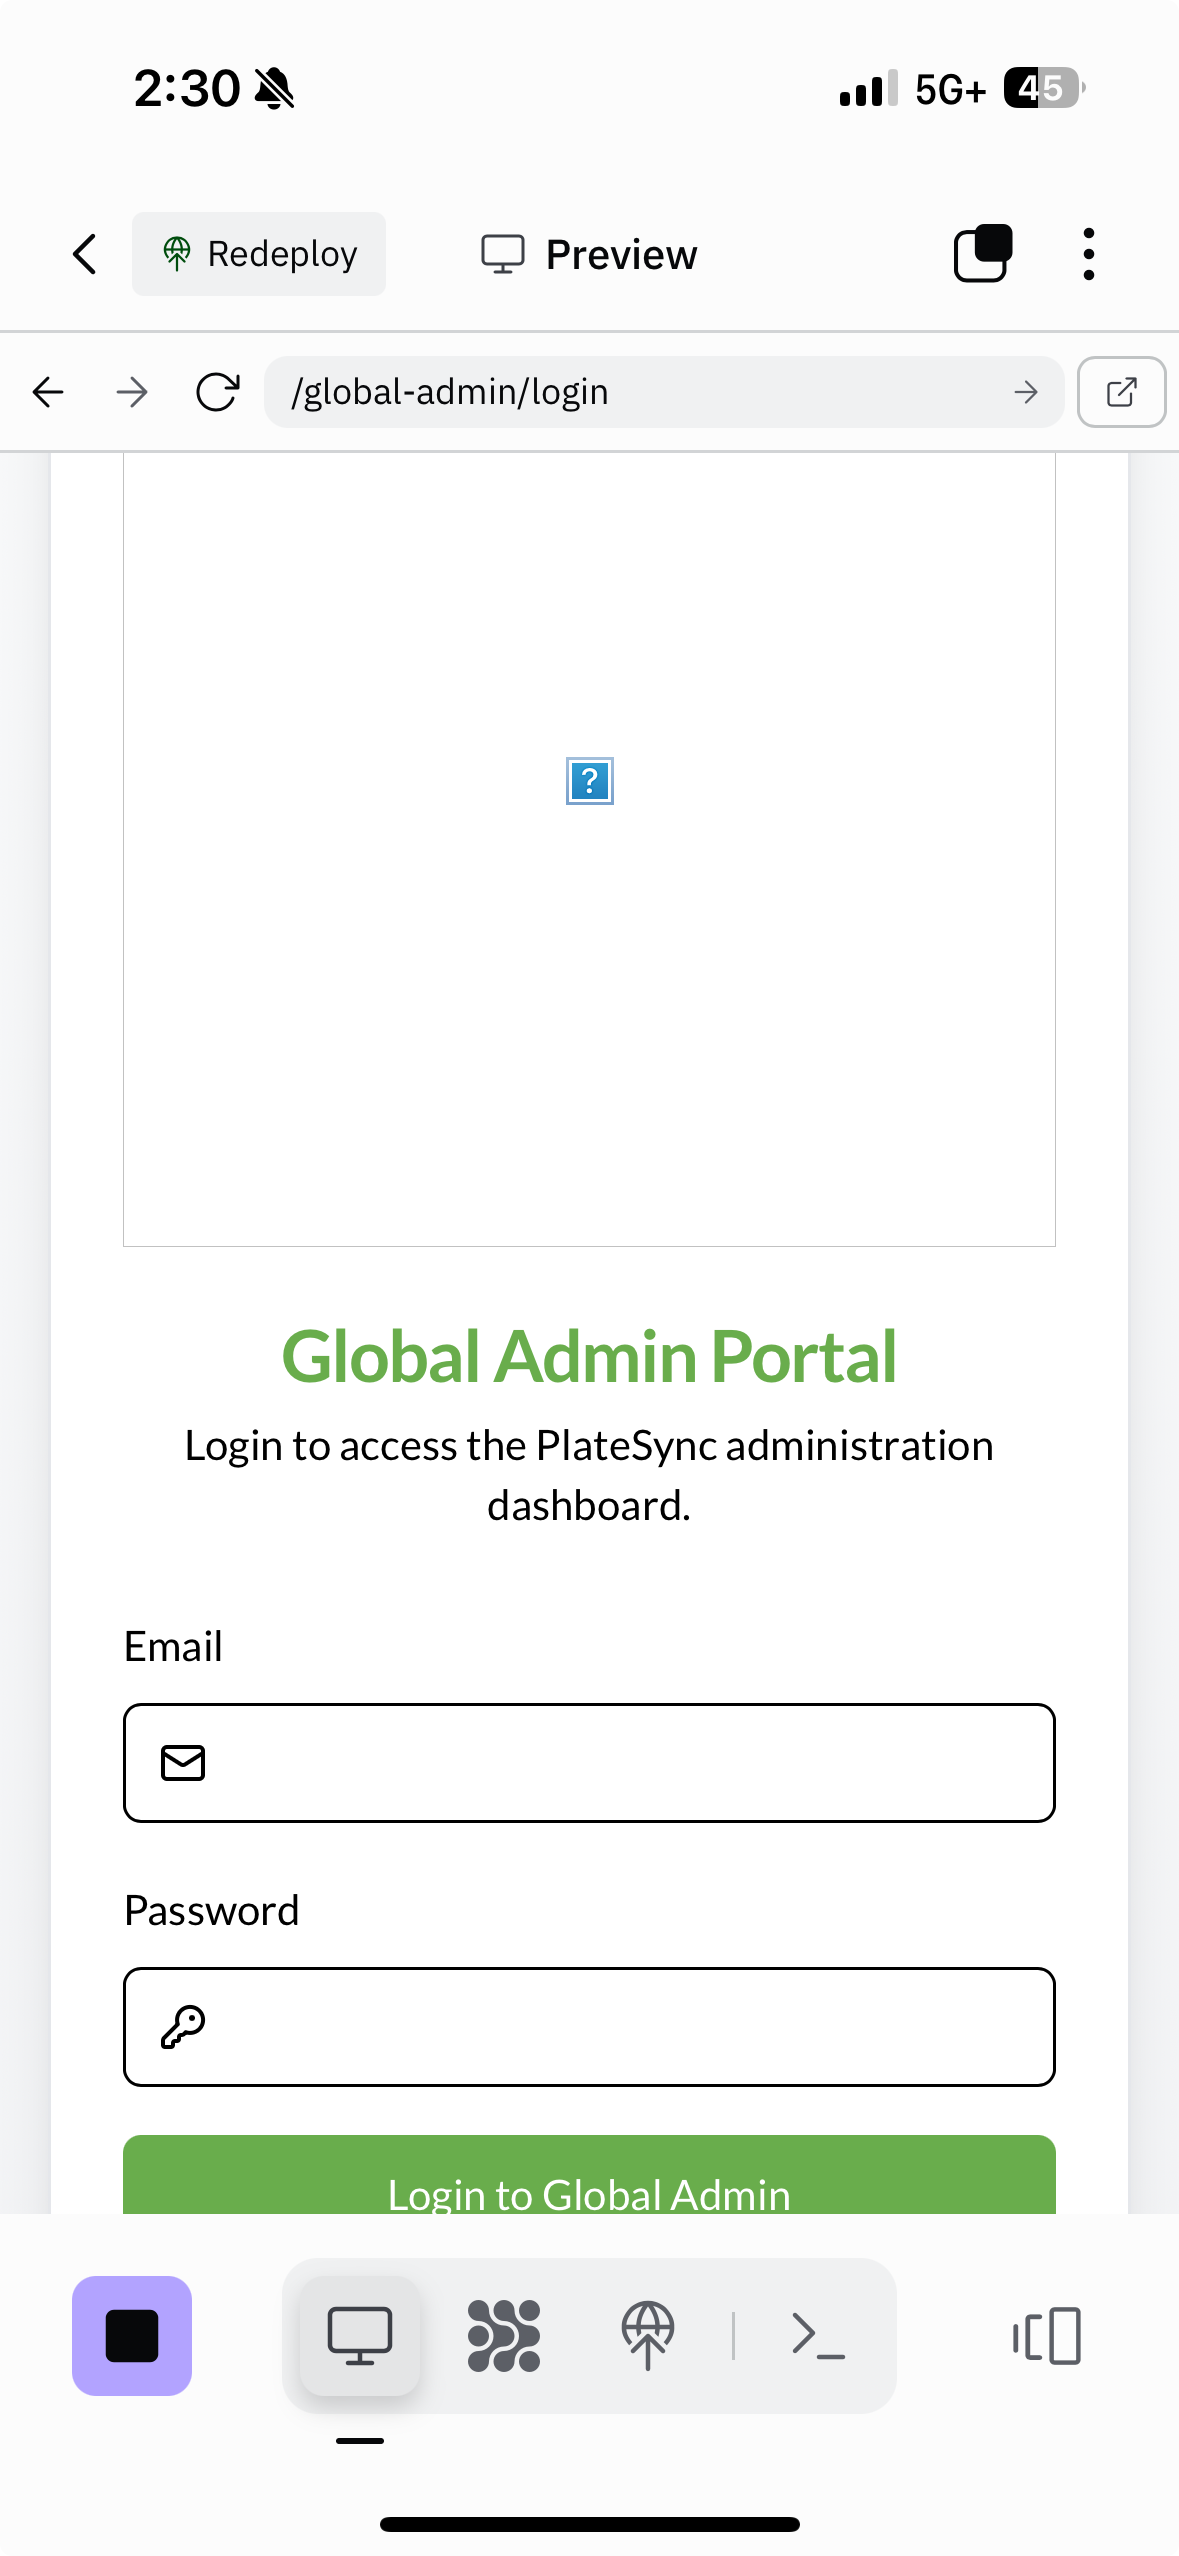 2:30 5G+ 45
Redeploy Preview
/global-admin/login
?
Global Admin Portal
Login to access the PlateSync administration
dashboard.
Email
Password
Login to Global Admin